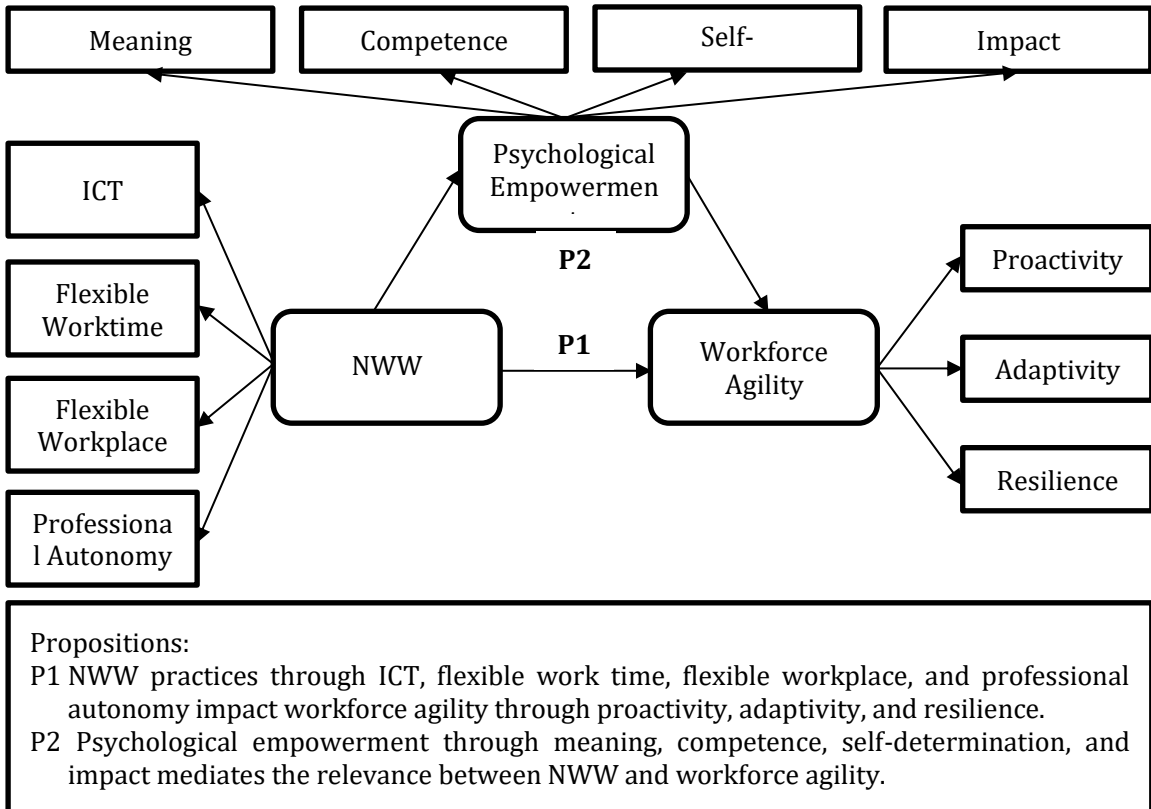 Meaning
Competence
Self-
Impact
Psychological
Empowermen
ICT
Flexible
Worktime
Flexible
Workplace
Professiona
l Autonomy
NWW
P2
P1
Workforce
Agility
Proactivity
Adaptivity
Resilience
Propositions:
P1 NWW practices through ICT, flexible work time, flexible workplace, and professional
autonomy impact workforce agility through proactivity, adaptivity, and resilience.
P2 Psychological empowerment through meaning, competence, self-determination, and
impact mediates the relevance between NWW and workforce agility.